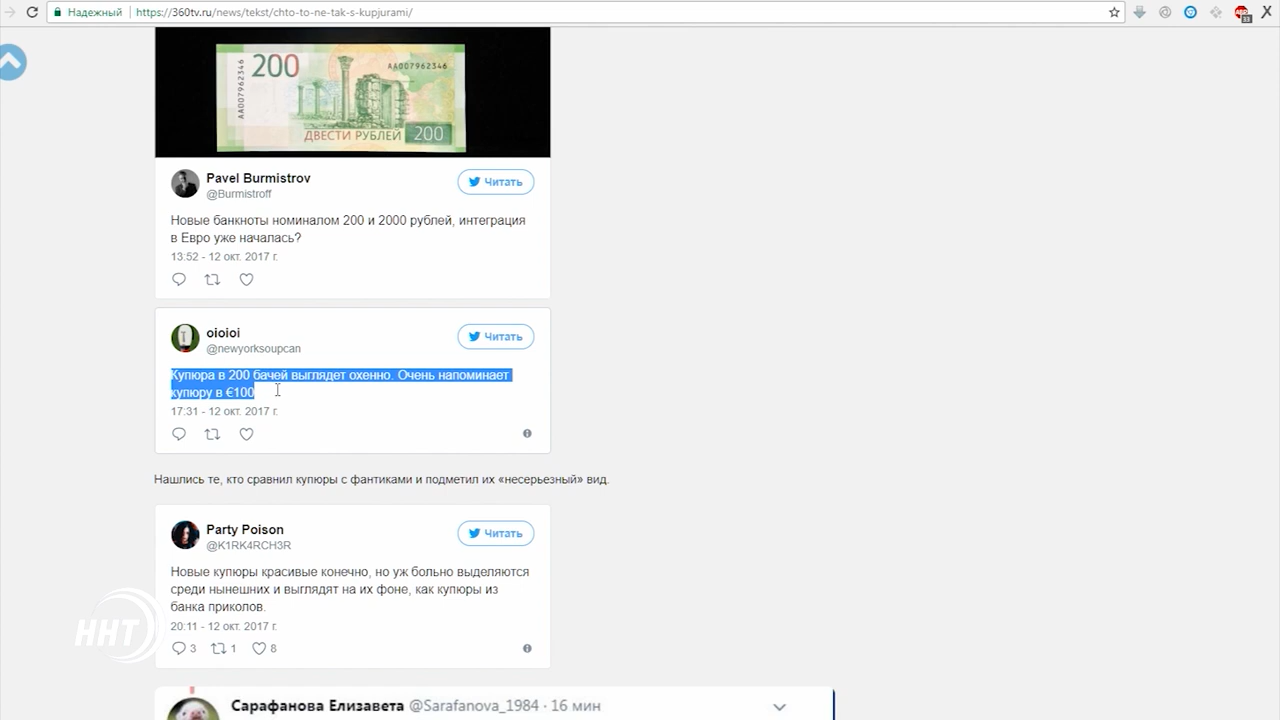 Надежный
https://360tv.ru/news/tekst/chto-to-ne-tak-s-kupjurami/
33
200
АА007962346
АА007962346
ДВЕСТИ РУБЛЕЙ 200
Pavel Burmistrov
@Burmistroff
Читать
Новые банкноты номиналом 200 и 2000 рублей, интеграция
в Евро уже началась?
13:52 - 12 окт. 2017 г.
oioioi
@newyorksoupcan
Читать
Купюра в 200 бачей выглядет охенно. Очень напоминает
купюру в €100
17:31 - 12 окт. 2017 г.
Нашлись те, кто сравнил купюры с фантиками и подметил их «несерьезный» вид.
Party Poison
@K1RK4RCH3R
Читать
Новые купюры красивые конечно, но уж больно выделяются
среди нынешних и выглядят на их фоне, как купюры из
банка приколов.
20:11 - 12 окт. 2017 г.
3 1 8
ННТ
Сарафанова Елизавета @Sarafanova_1984 · 16 мин